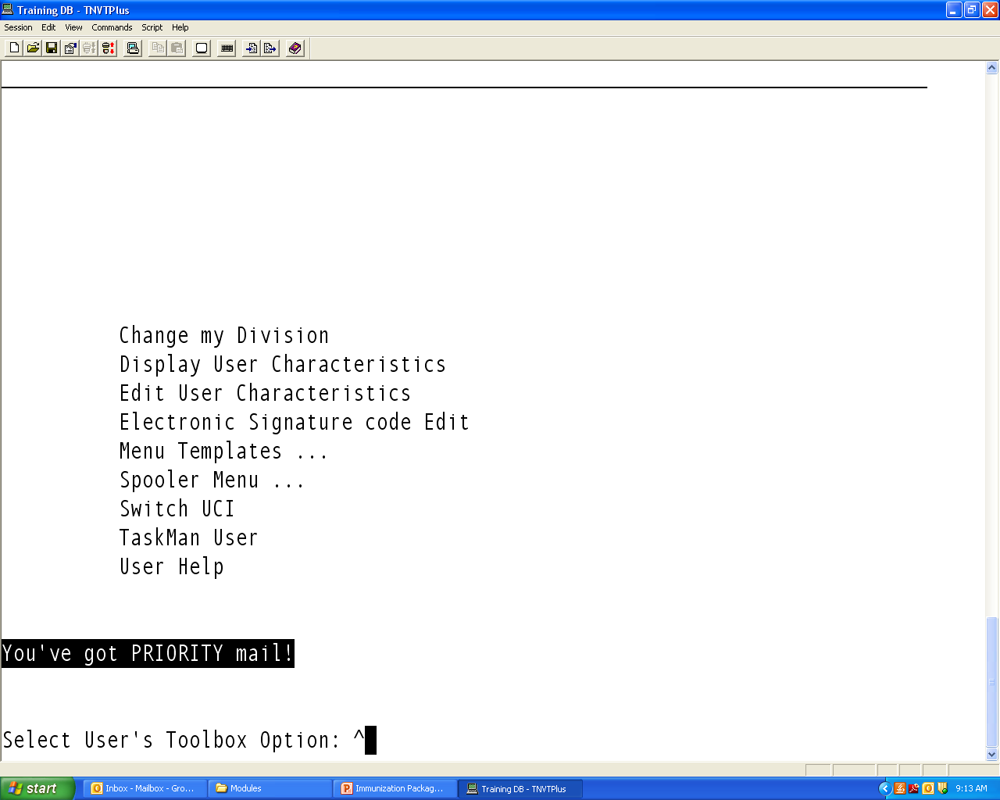 Training DB - TNVTPlus
Session Edit View Commands Script Help
Change my Division
Display User Characteristics
Edit User Characteristics
Electronic Signature code Edit
Menu Templates ...
Spooler Menu ...
Switch UCI
TaskMan User
User Help
You've got PRIORITY mail!
Select User's Toolbox Option: ^
start Inbox - Mailbox - Gro... Modules Immunization Packag... Training DB - TNVTPlus 9:13 AM